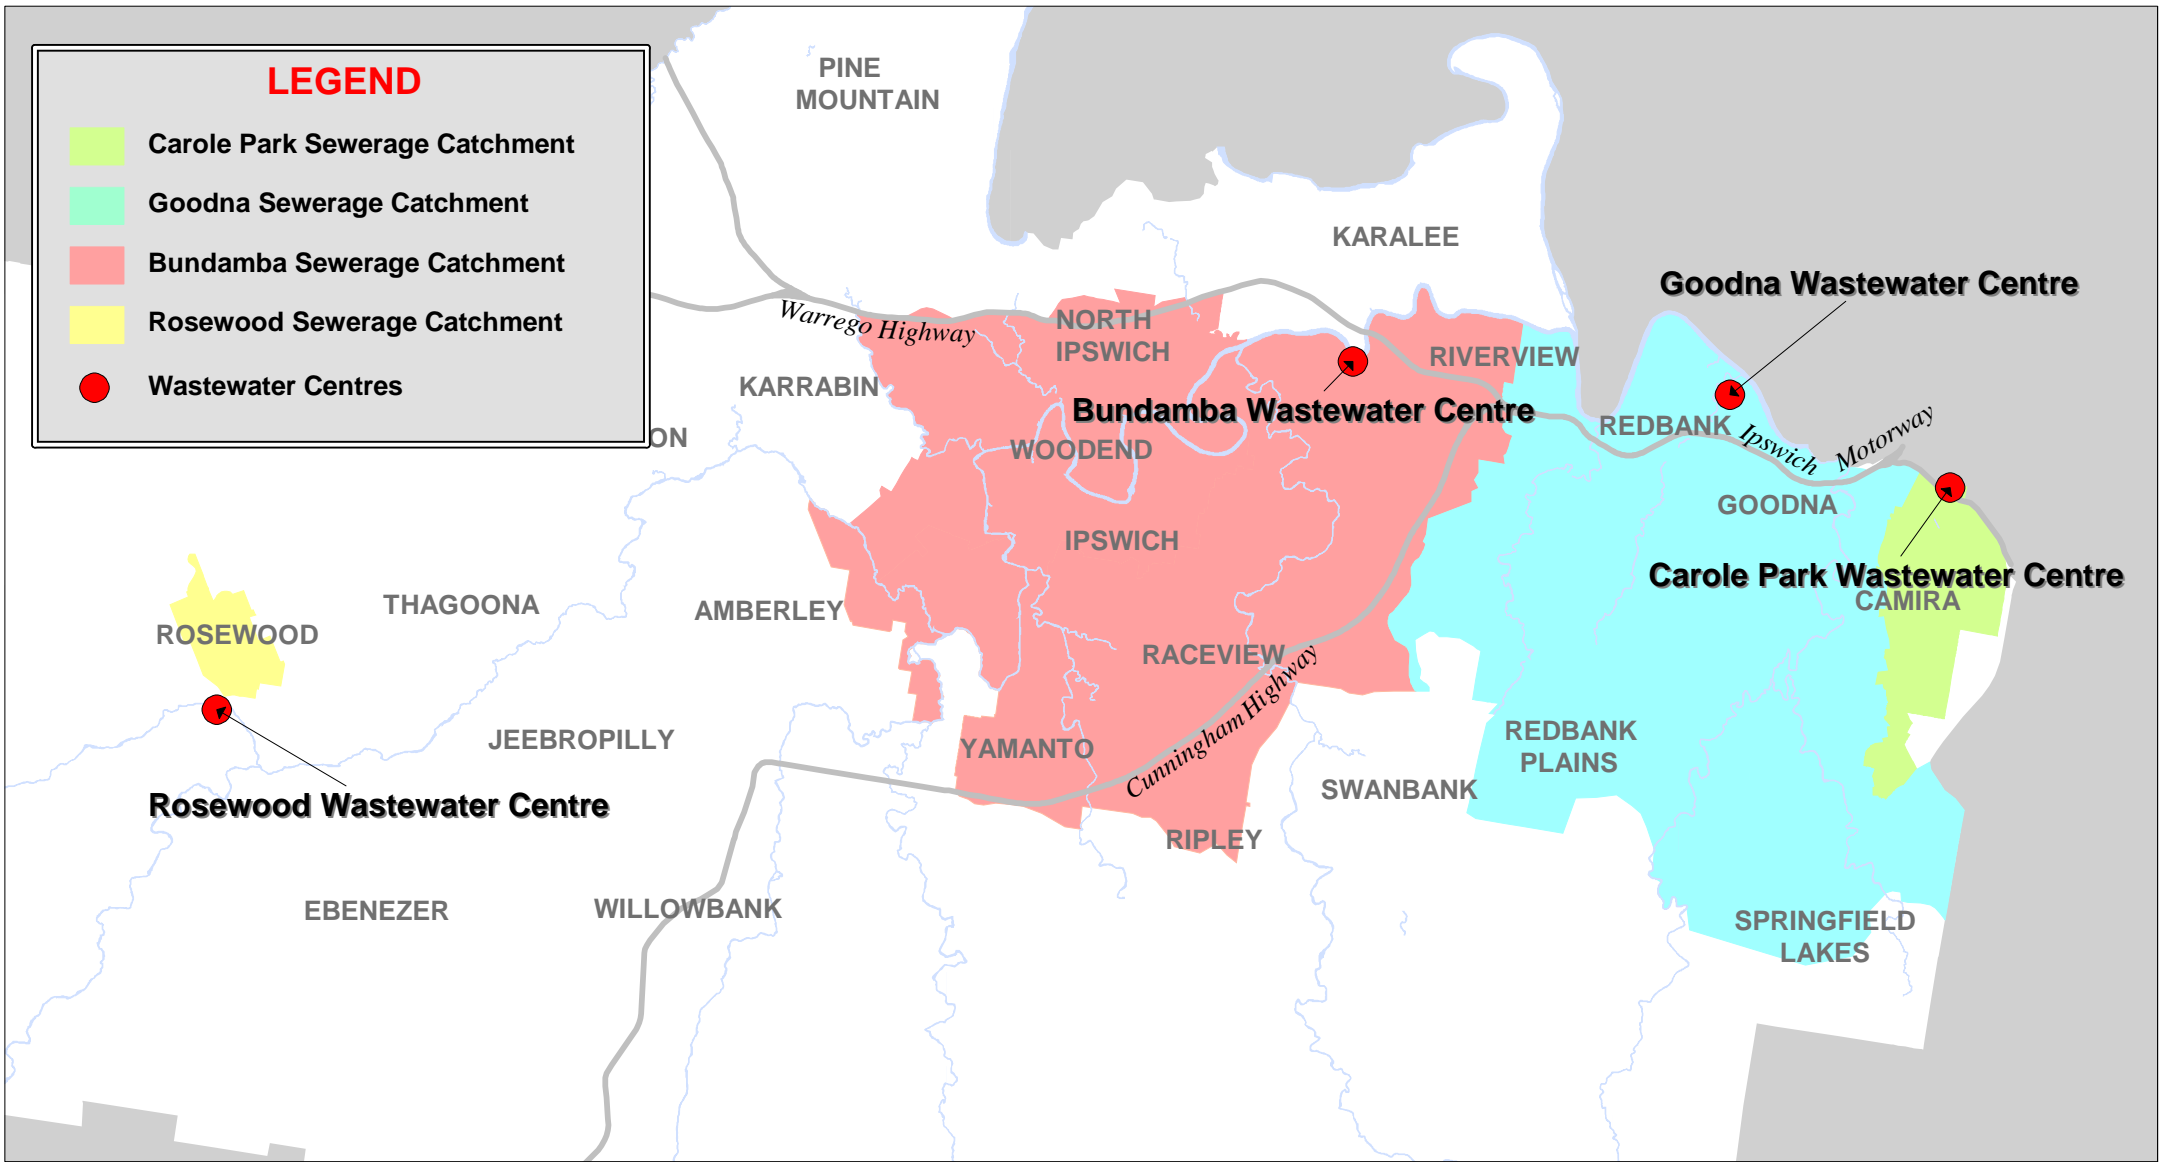 LEGEND
Carole Park Sewerage Catchment
Goodna Sewerage Catchment
Bundamba Sewerage Catchment
Rosewood Sewerage Catchment
Wastewater Centres
PINE
MOUNTAIN
KARALEE
Goodna Wastewater Centre
Warrego Highway
NORTH
IPSWICH
RIVERVIEW
KARRABIN
Bundamba Wastewater Centre
REDBANK
Ipswich Motorway
ON
WOODEND
GOODNA
IPSWICH
Carole Park Wastewater Centre
CAMIRA
THAGOONA
AMBERLEY
ROSEWOOD
RACEVIEW
Cunningham Highway
JEEBROPILLY
YAMANTO
REDBANK
PLAINS
SWANBANK
Rosewood Wastewater Centre
RIPLEY
EBENEZER
WILLOWBANK
SPRINGFIELD
LAKES